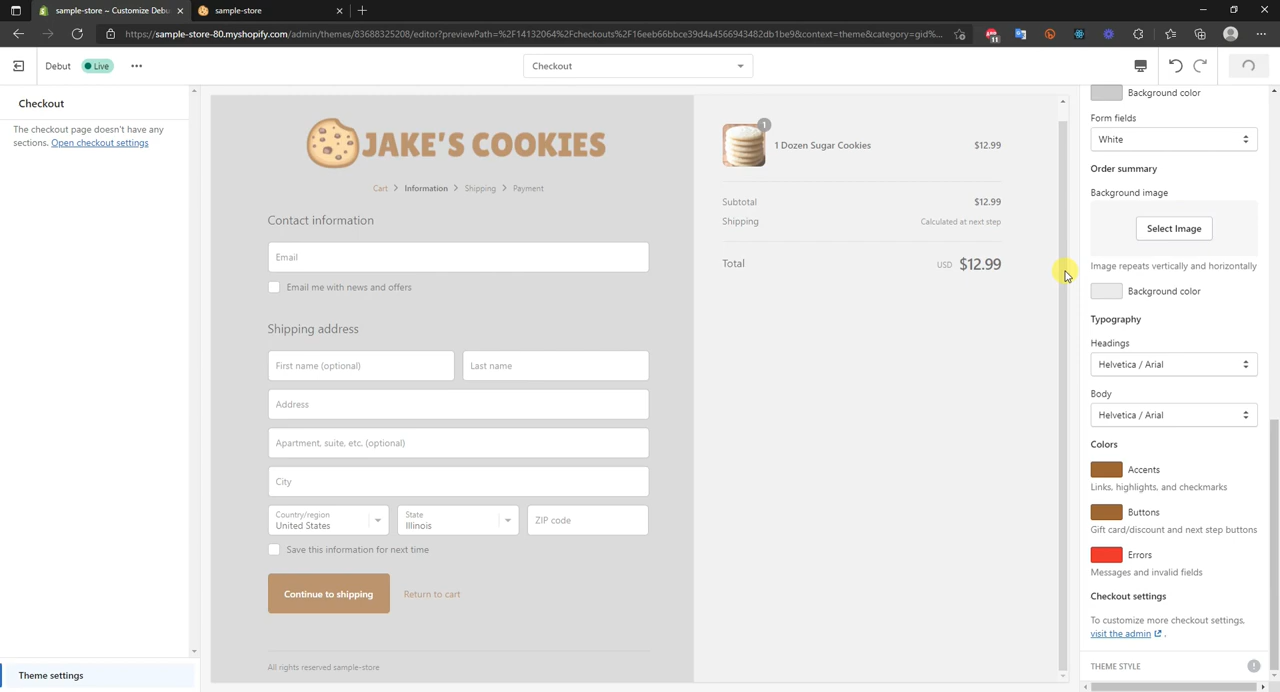 sample-store ~ Customize Debu
sample-store
https://sample-store-80.myshopify.com/admin/themes/83688325208/editor?previewPath=%2F14132064%2Fcheckouts%2F16eeb66bbce39d4a4566943482db1be9&context=theme&category=gid%...
11
Debut
Live
Checkout
Checkout
The checkout page doesn't have any
sections. Open checkout settings
Theme settings
JAKE'S COOKIES
Cart > Information > Shipping > Payment
Contact information
Email
Email me with news and offers
Shipping address
First name (optional)
Last name
Address
Apartment, suite, etc. (optional)
City
Country/region
United States
State
Illinois
ZIP code
Save this information for next time
Continue to shipping
Return to cart
All rights reserved sample-store
1
1 Dozen Sugar Cookies
$12.99
Subtotal
$12.99
Shipping
Calculated at next step
Total
USD $12.99
Background color
Form fields
White
Order summary
Background image
Select Image
Image repeats vertically and horizontally
Background color
Typography
Headings
Helvetica / Arial
Body
Helvetica / Arial
Colors
Accents
Links, highlights, and checkmarks
Buttons
Gift card/discount and next step buttons
Errors
Messages and invalid fields
Checkout settings
To customize more checkout settings,
visit the admin .
THEME STYLE